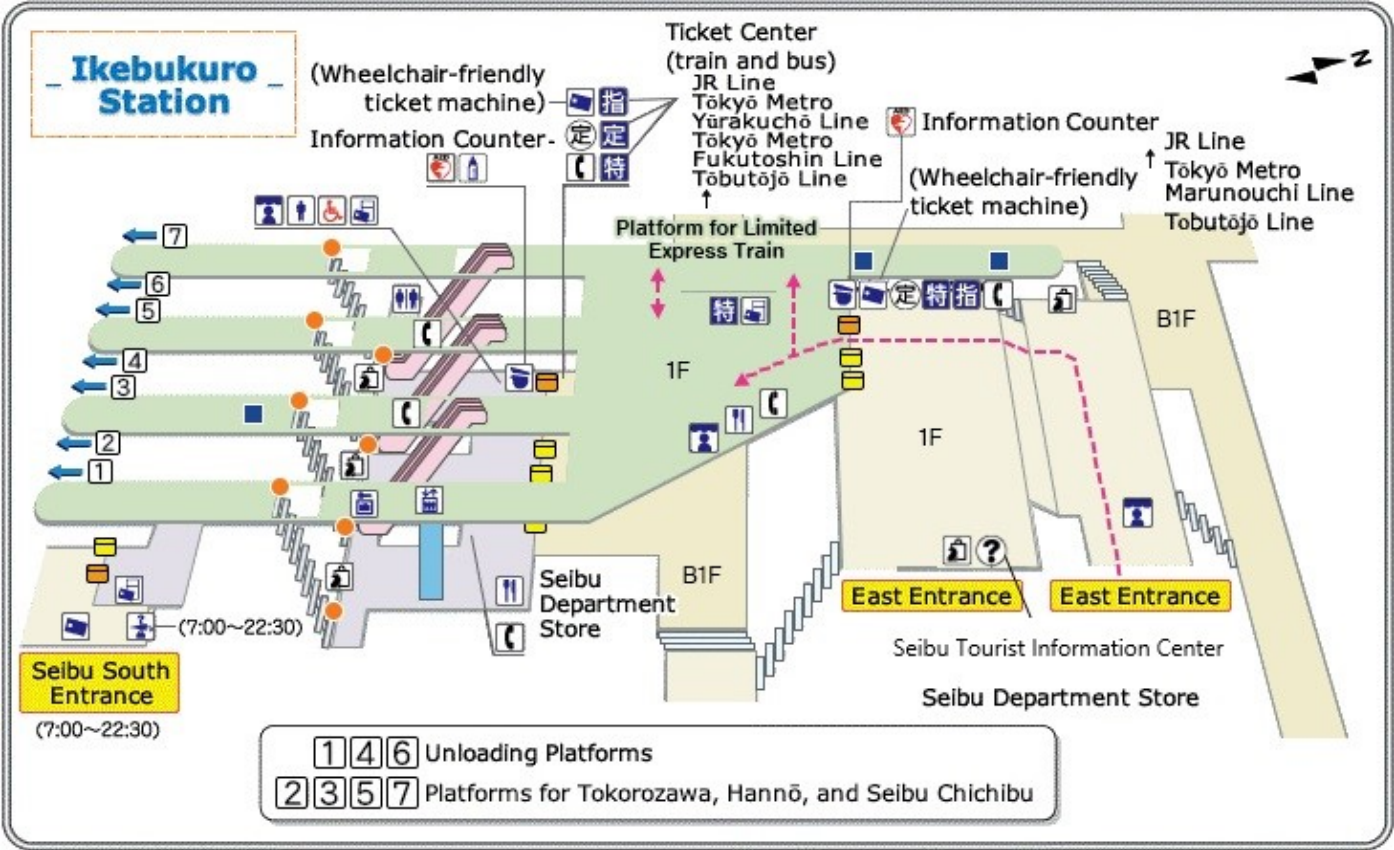 Ikebukuro
Station
(Wheelchair-friendly
ticket machine)
Information Counter
指
定 定
特
Ticket Center
(train and bus)
JR Line
Tōkyō Metro
Yūrakuchō Line
Tōkyō Metro
Fukutoshin Line
Tōbutōjō Line
AED
Information Counter
(Wheelchair-friendly
ticket machine)
JR Line
Tōkyō Metro
Marunouchi Line
Tobutōjō Line
N
AED
Platform for Limited
Express Train
7
6
5
4
3
2
1
特
定 特 指
1F
1F
B1F
B1F
?
Seibu
Department
Store
East Entrance
East Entrance
(7:00~22:30)
Seibu South
Entrance
(7:00~22:30)
Seibu Tourist Information Center
Seibu Department Store
1 4 6 Unloading Platforms
2 3 5 7 Platforms for Tokorozawa, Hannō, and Seibu Chichibu